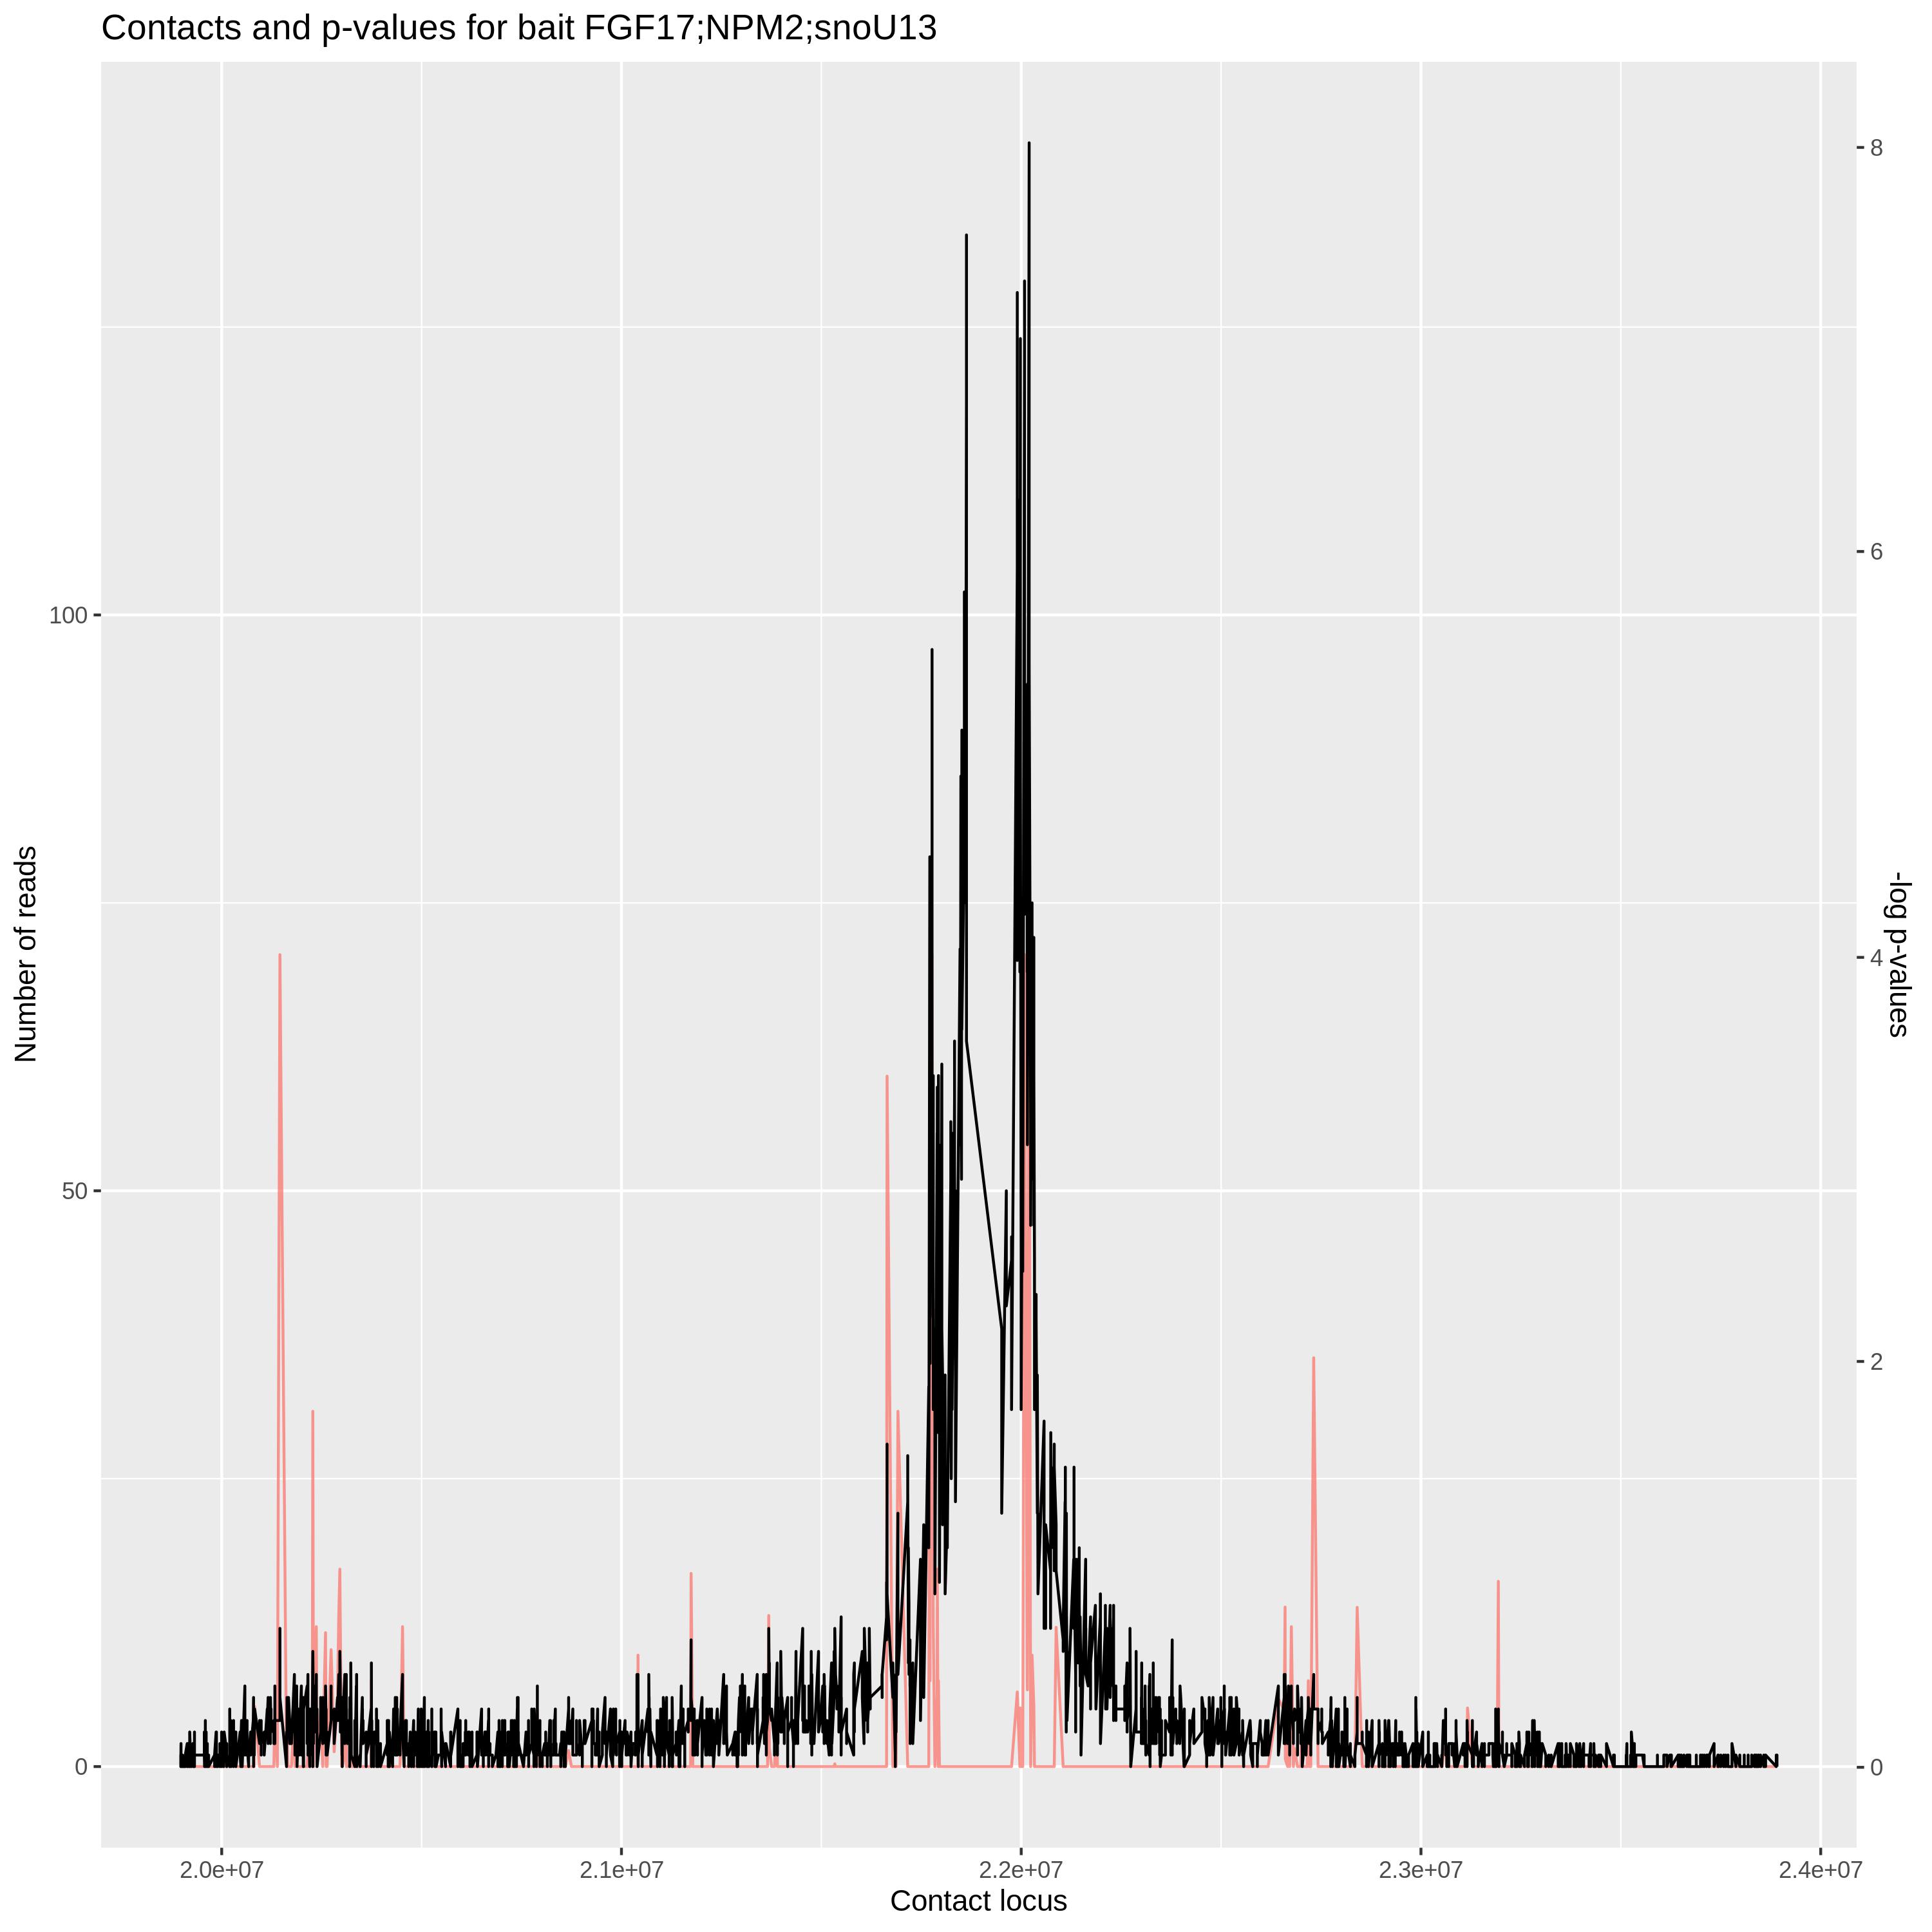 Contacts and p-values for bait FGF17;NPM2;snoU13
Number of reads
100
50
0
8
6
4
2
0
-log p-values
2.0e+07
2.1e+07
2.2e+07
2.3e+07
2.4e+07
Contact locus